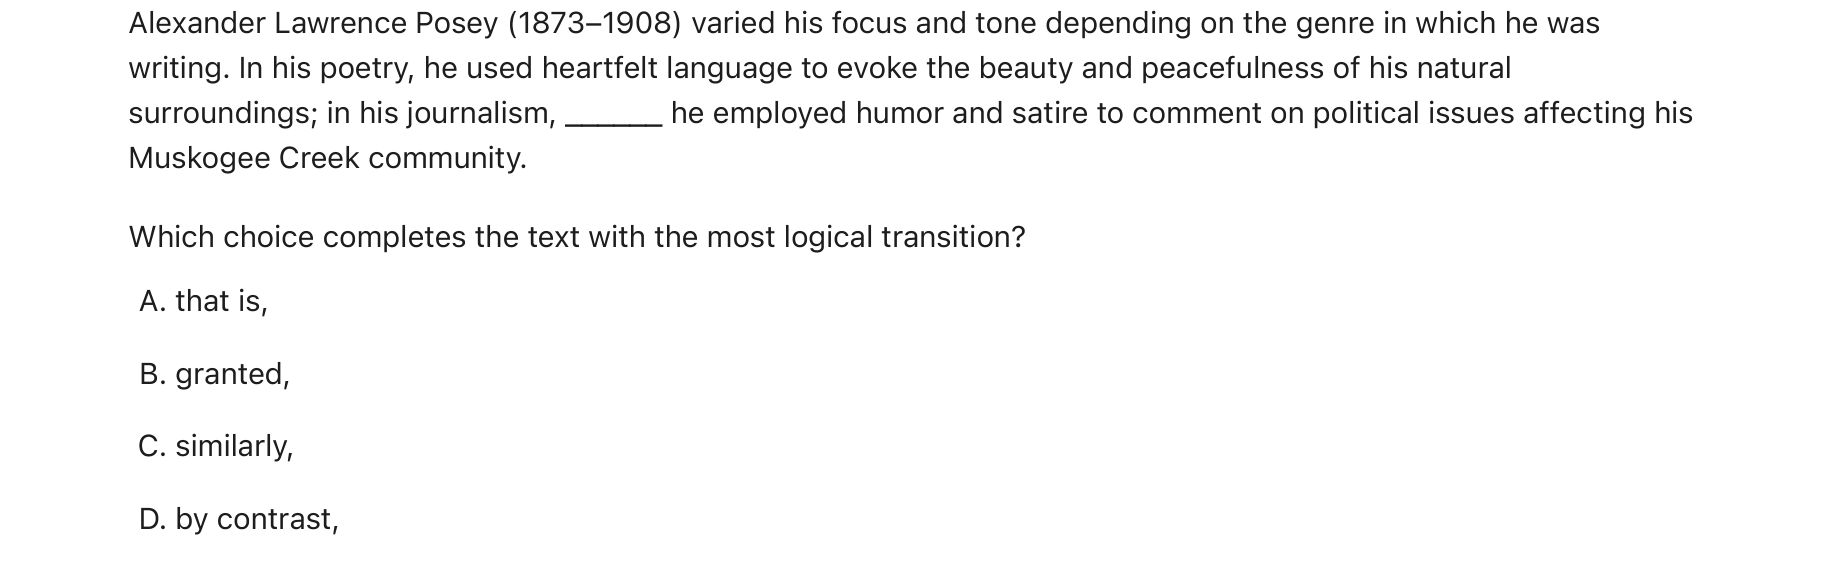 Alexander Lawrence Posey (1873–1908) varied his focus and tone depending on the genre in which he was
writing. In his poetry, he used heartfelt language to evoke the beauty and peacefulness of his natural
surroundings; in his journalism, ______ he employed humor and satire to comment on political issues affecting his
Muskogee Creek community.
Which choice completes the text with the most logical transition?
A. that is,
B. granted,
C. similarly,
D. by contrast,